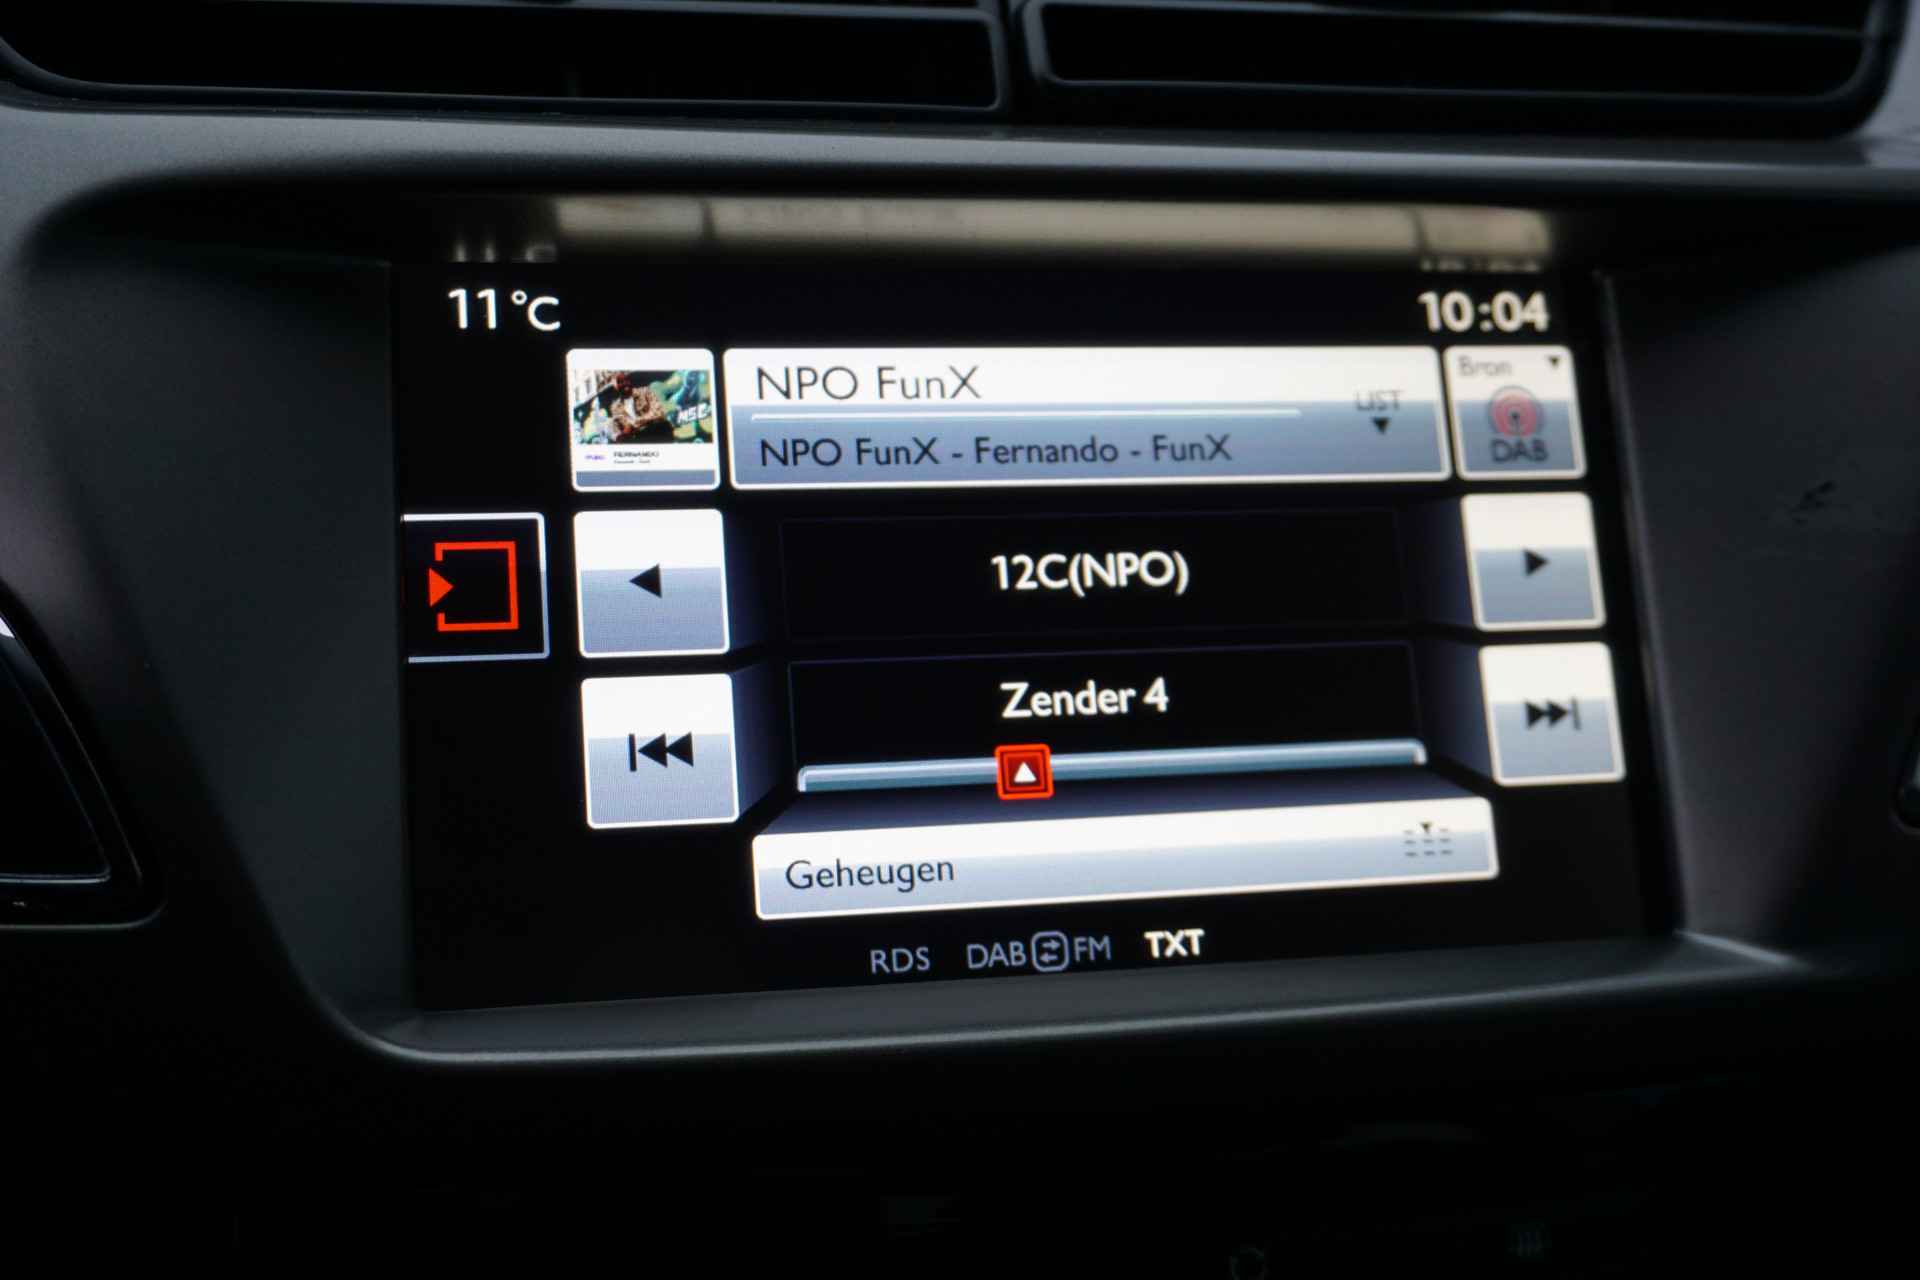 11°C
10:04
NPO FunX
LIST
NPO FunX - Fernando - FunX
Bron
DAB
FERNANDO
12C(NPO)
Zender 4
Geheugen
RDS DAB FM TXT